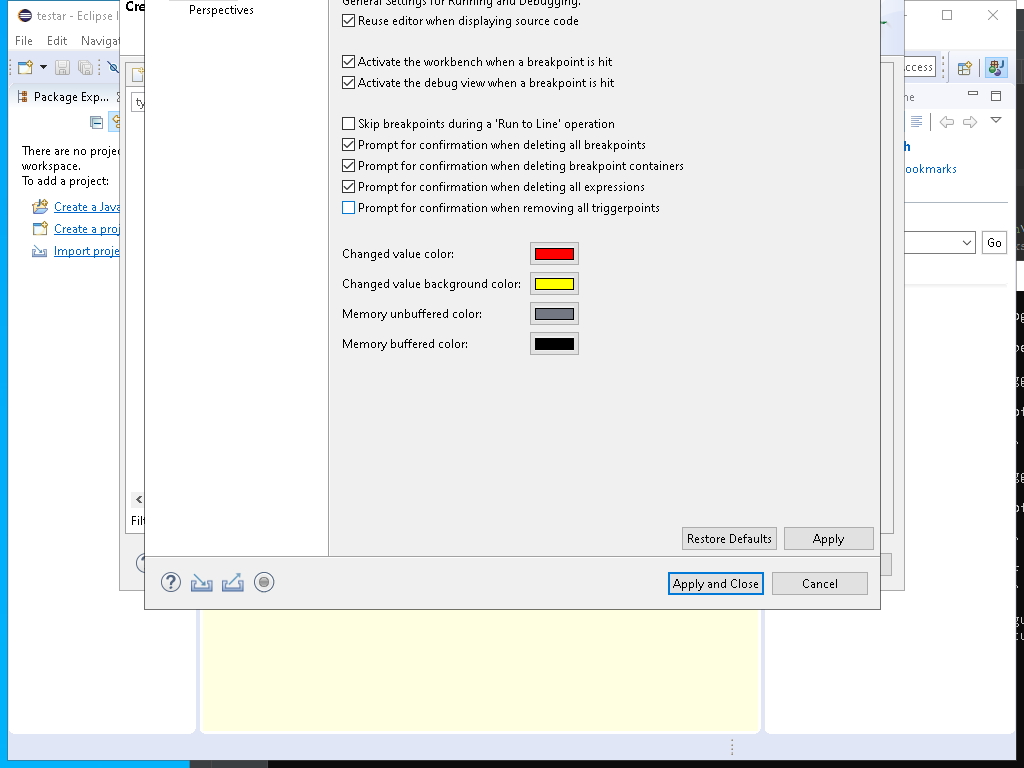 testar - Eclipse I
Cre
File Edit Navigat
Package Exp...
There are no projec
workspace.
To add a project:
Create a Java
Create a proj
Import proje
ty
Filt
Perspectives
General Settings for Running and Debugging.
Reuse editor when displaying source code
Activate the workbench when a breakpoint is hit
Activate the debug view when a breakpoint is hit
Skip breakpoints during a 'Run to Line' operation
Prompt for confirmation when deleting all breakpoints
Prompt for confirmation when deleting breakpoint containers
Prompt for confirmation when deleting all expressions
Prompt for confirmation when removing all triggerpoints
Changed value color:
Changed value background color:
Memory unbuffered color:
Memory buffered color:
Restore Defaults Apply
Apply and Close Cancel
ccess
ne
h
ookmarks
Go